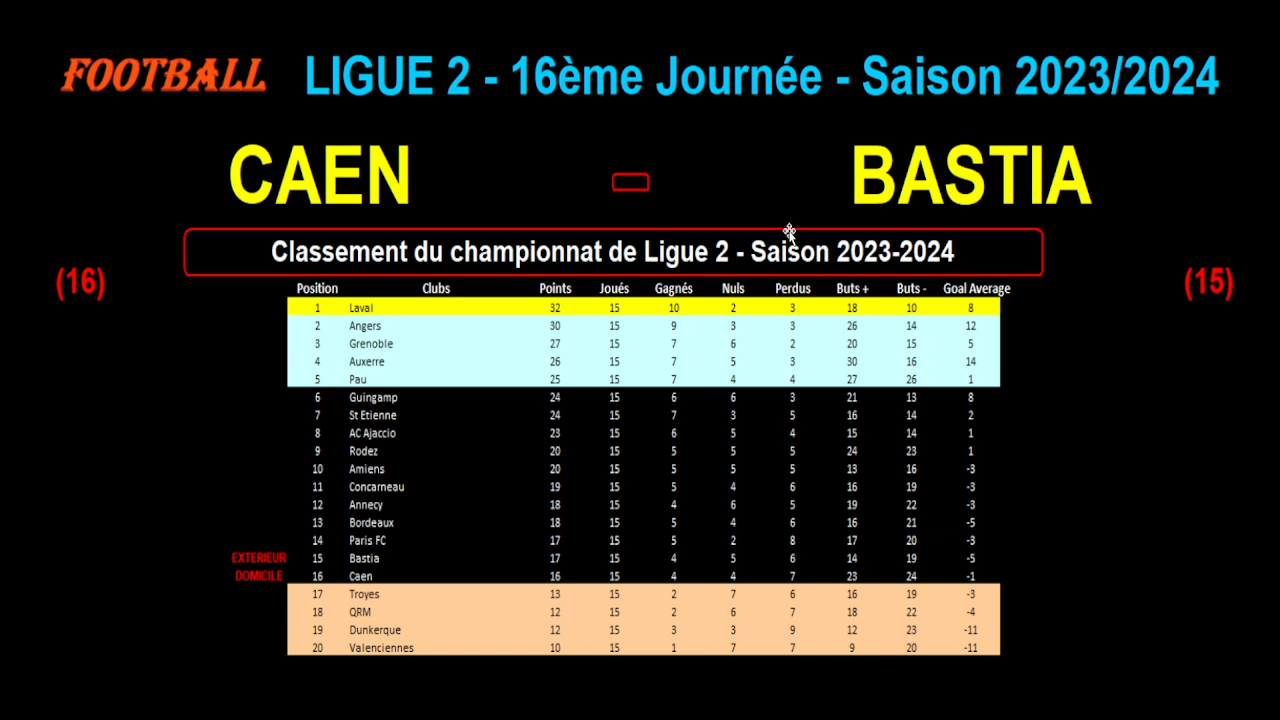 FOOTBALL LIGUE 2 - 16ème Journée - Saison 2023/2024
CAEN - BASTIA
Classement du championnat de Ligue 2 - Saison 2023-2024
(16) (15)
Position Clubs Points Joués Gagnés Nuls Perdus Buts + Buts - Goal Average
1 Laval 32 15 10 2 3 18 10 8
2 Angers 30 15 9 3 3 26 14 12
3 Grenoble 27 15 7 6 2 20 15 5
4 Auxerre 26 15 7 5 3 30 16 14
5 Pau 25 15 7 4 4 27 26 1
6 Guingamp 24 15 6 6 3 21 13 8
7 St Etienne 24 15 7 3 5 16 14 2
8 AC Ajaccio 23 15 6 5 4 15 14 1
9 Rodez 20 15 5 5 5 24 23 1
10 Amiens 20 15 5 5 5 13 16 -3
11 Concarneau 19 15 5 4 6 16 19 -3
12 Annecy 18 15 4 6 5 19 22 -3
13 Bordeaux 18 15 5 4 6 16 21 -5
14 Paris FC 17 15 5 2 8 17 20 -3
EXTERIEUR 15 Bastia 17 15 4 5 6 14 19 -5
DOMICILE 16 Caen 16 15 4 4 7 23 24 -1
17 Troyes 13 15 2 7 6 16 19 -3
18 QRM 12 15 2 6 7 18 22 -4
19 Dunkerque 12 15 3 3 9 12 23 -11
20 Valenciennes 10 15 1 7 7 9 20 -11